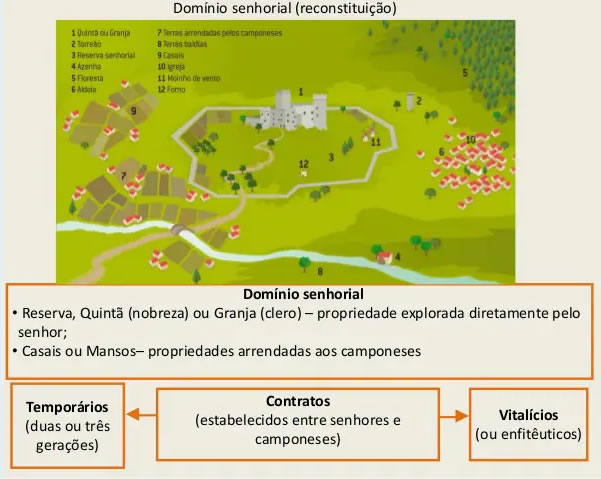 Domínio senhorial (reconstituição)
1 Quintã ou Granja
2 Torreão
3 Reserva senhorial
4 Azenha
5 Floresta
6 Aldeia
7 Terras arrendadas pelos camponeses
8 Terras baldias
9 Casais
10 Igreja
11 Moinho de vento
12 Forno
5
1
2
9
11
10
6
3
12
7
4
8
Domínio senhorial
• Reserva, Quintã (nobreza) ou Granja (clero) – propriedade explorada diretamente pelo
senhor;
• Casais ou Mansos– propriedades arrendadas aos camponeses
Temporários
(duas ou três
gerações)
Contratos
(estabelecidos entre senhores e
camponeses)
Vitalícios
(ou enfitêuticos)